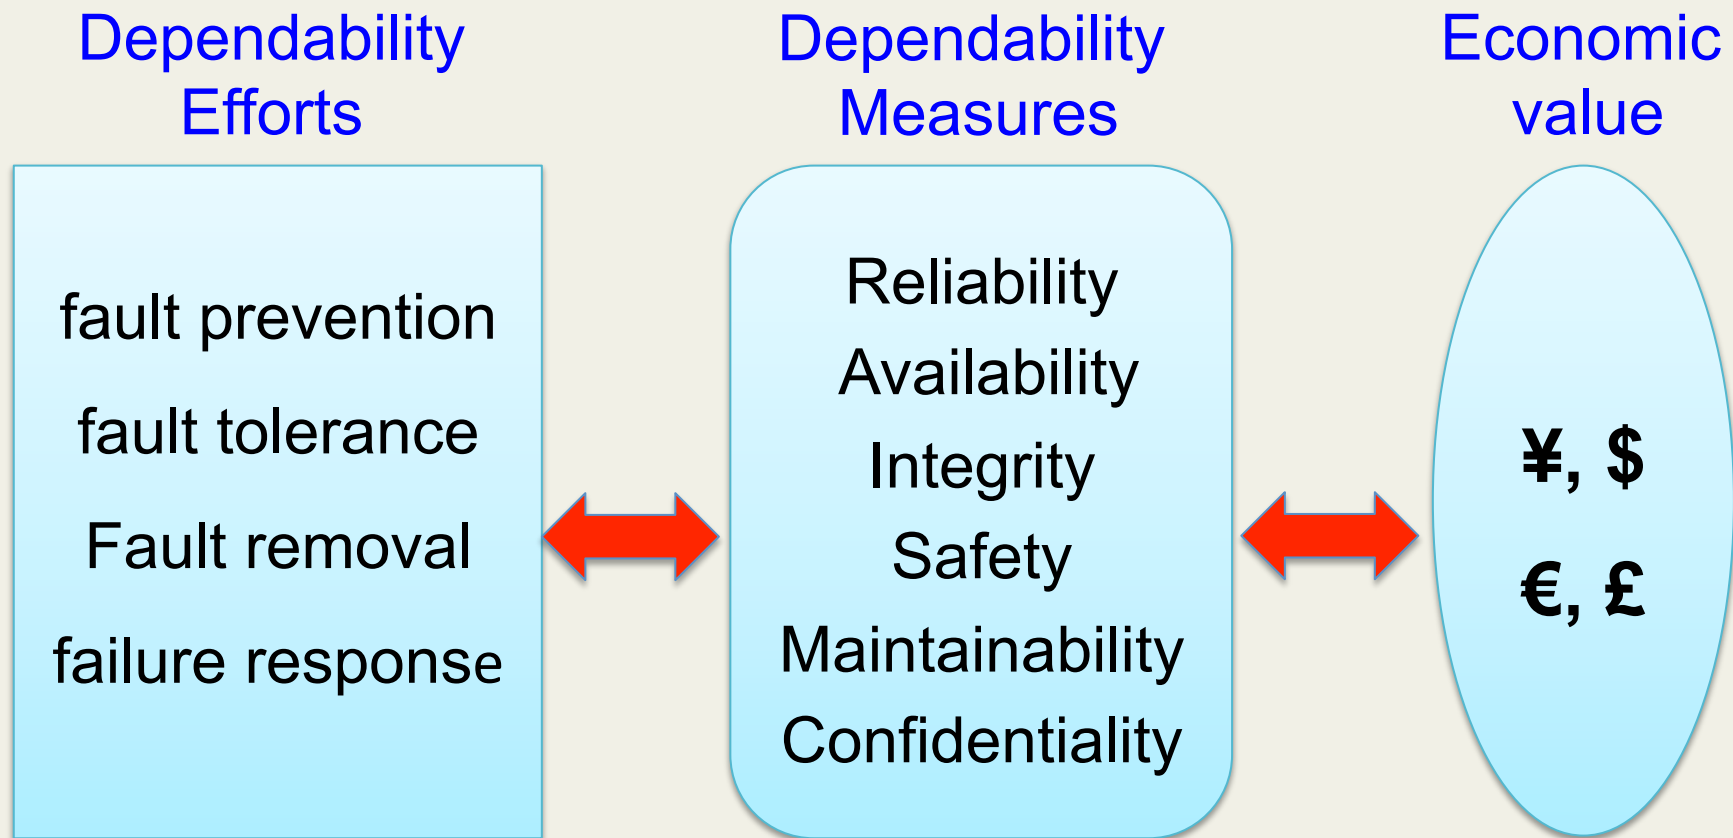 Dependability
Efforts
fault prevention
fault tolerance
Fault removal
failure response
Dependability
Measures
Reliability
Availability
Integrity
Safety
Maintainability
Confidentiality
Economic
value
¥, $
€, £